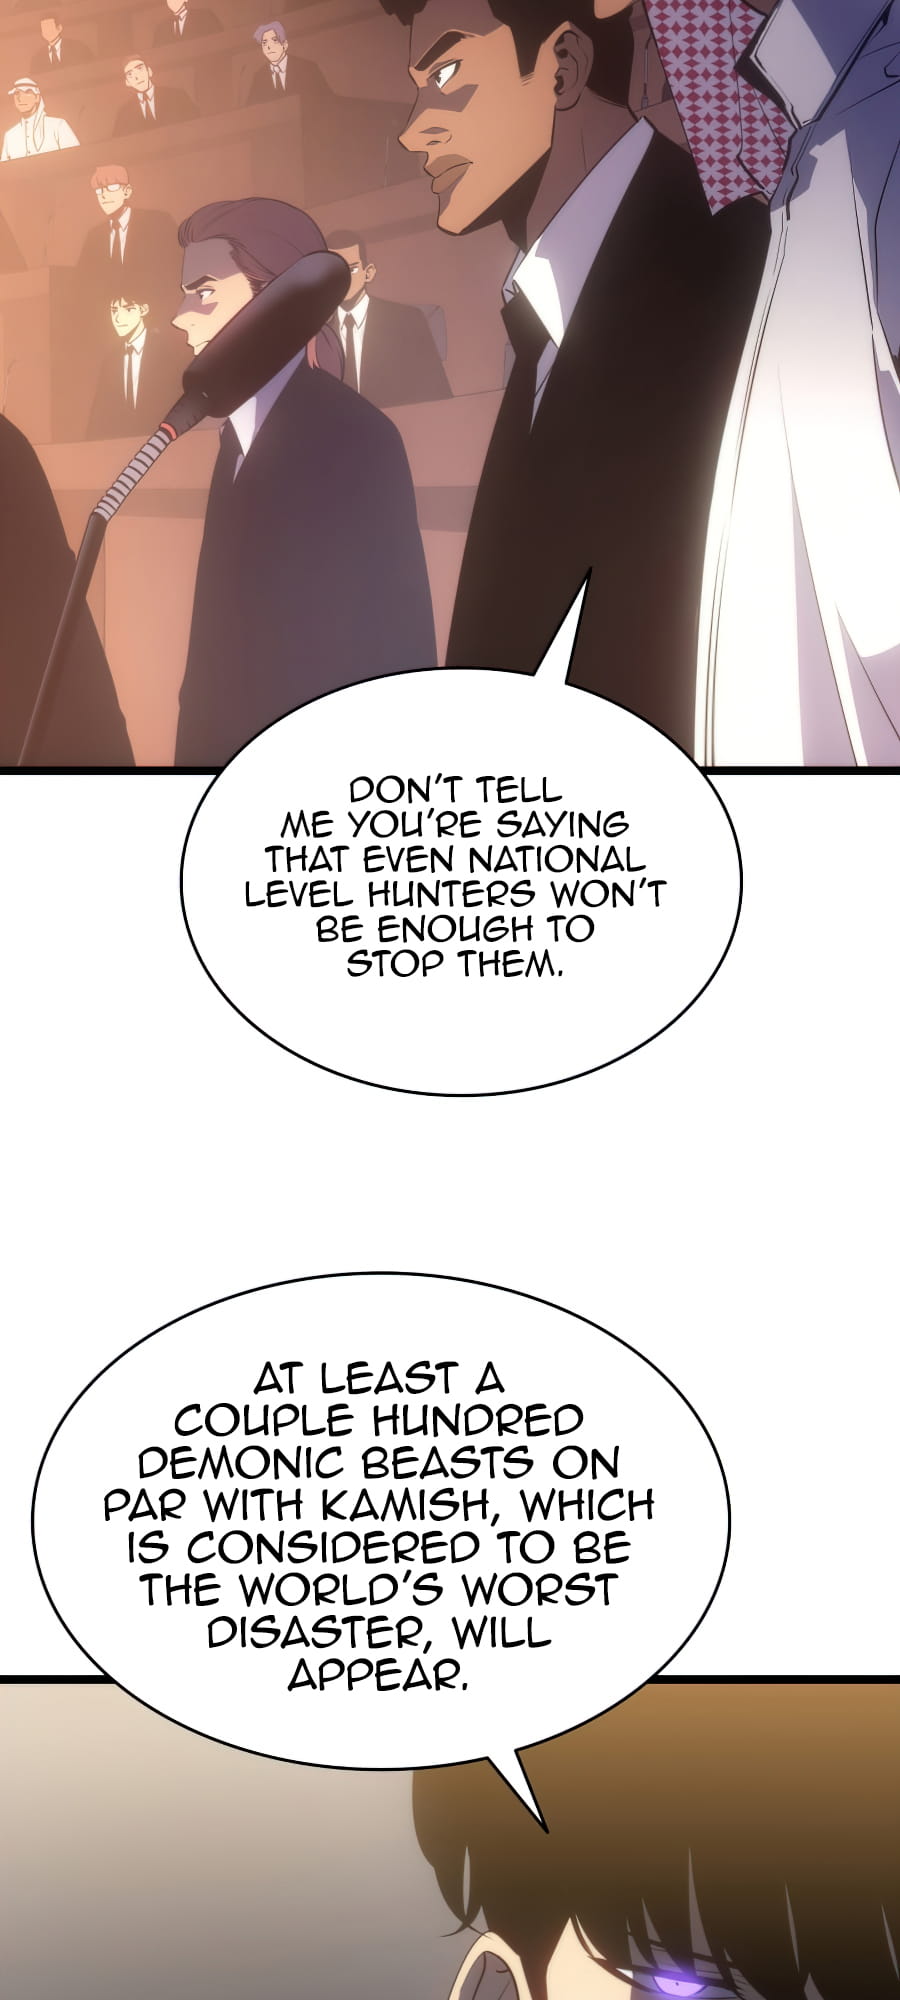 DON'T TELL
ME YOU'RE SAYING
THAT EVEN NATIONAL
LEVEL HUNTERS WON'T
BE ENOUGH TO
STOP THEM.
AT LEAST A
COUPLE HUNDRED
DEMONIC BEASTS ON
PAR WITH KAMISH, WHICH
IS CONSIDERED TO BE
THE WORLD'S WORST
DISASTER, WILL
APPEAR.